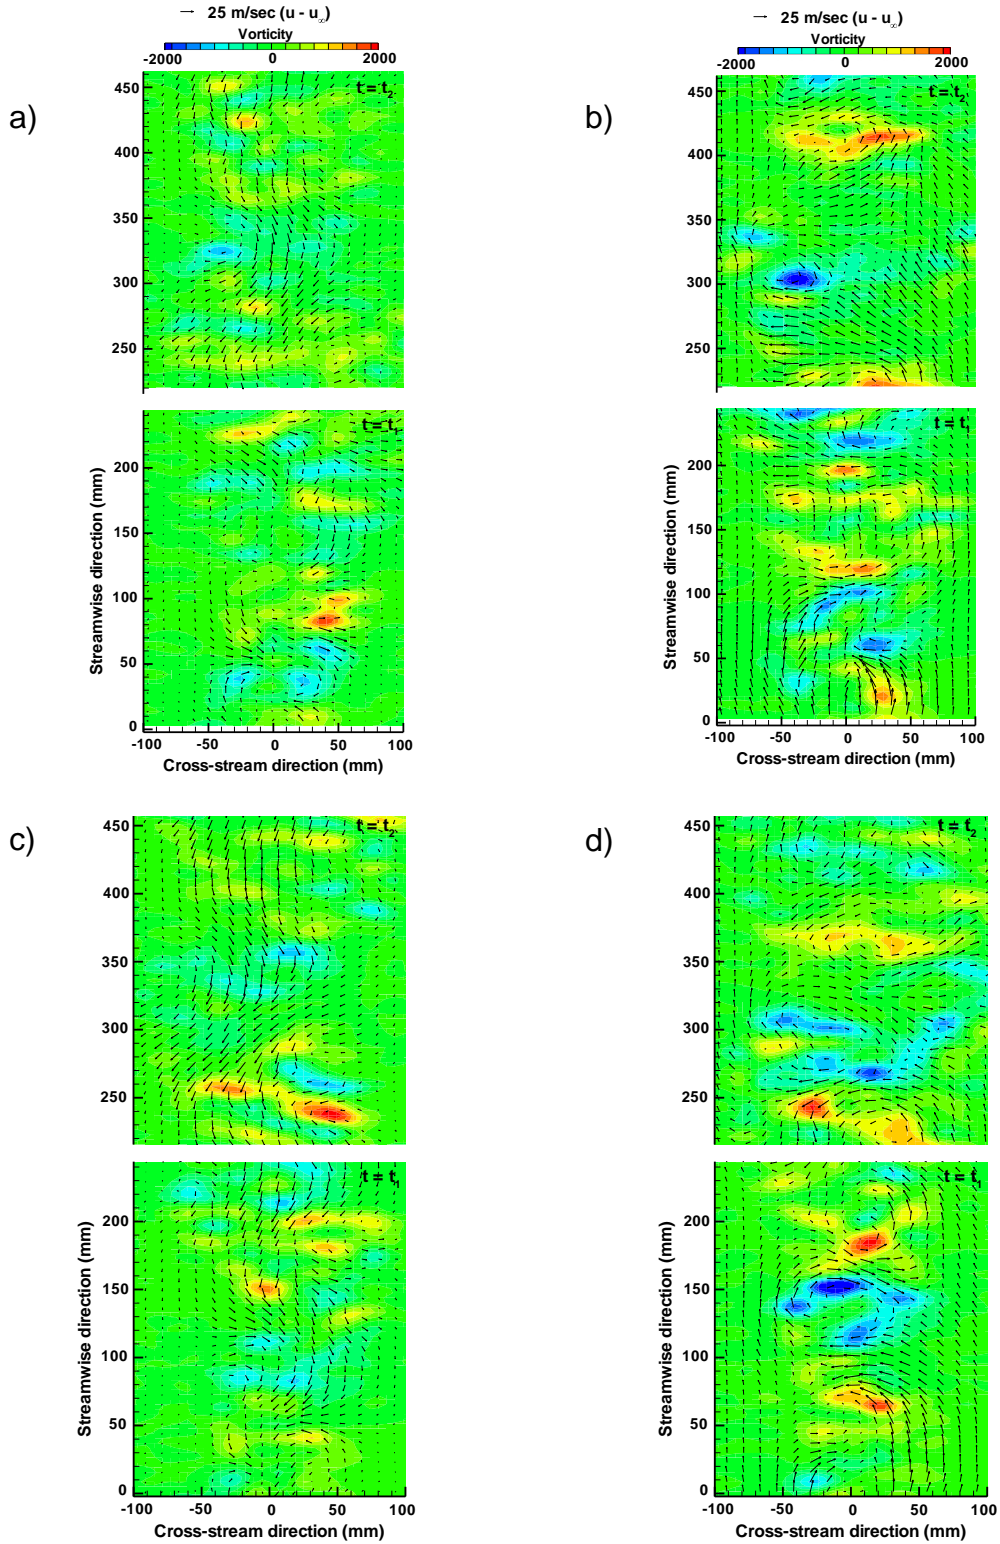 25 m/sec (u - u∞)
Vorticity
-2000 0 2000
a)
t = t2
450
400
350
300
250
t = t1
200
150
100
50
0
Streamwise direction (mm)
-100 -50 0 50 100
Cross-stream direction (mm)
25 m/sec (u - u∞)
Vorticity
-2000 0 2000
b)
t = t2
450
400
350
300
250
t = t1
200
150
100
50
0
Streamwise direction (mm)
-100 -50 0 50 100
Cross-stream direction (mm)
c)
t = t2
450
400
350
300
250
t = t1
200
150
100
50
0
Streamwise direction (mm)
-100 -50 0 50 100
Cross-stream direction (mm)
d)
t = t2
450
400
350
300
250
t = t1
200
150
100
50
0
Streamwise direction (mm)
-100 -50 0 50 100
Cross-stream direction (mm)